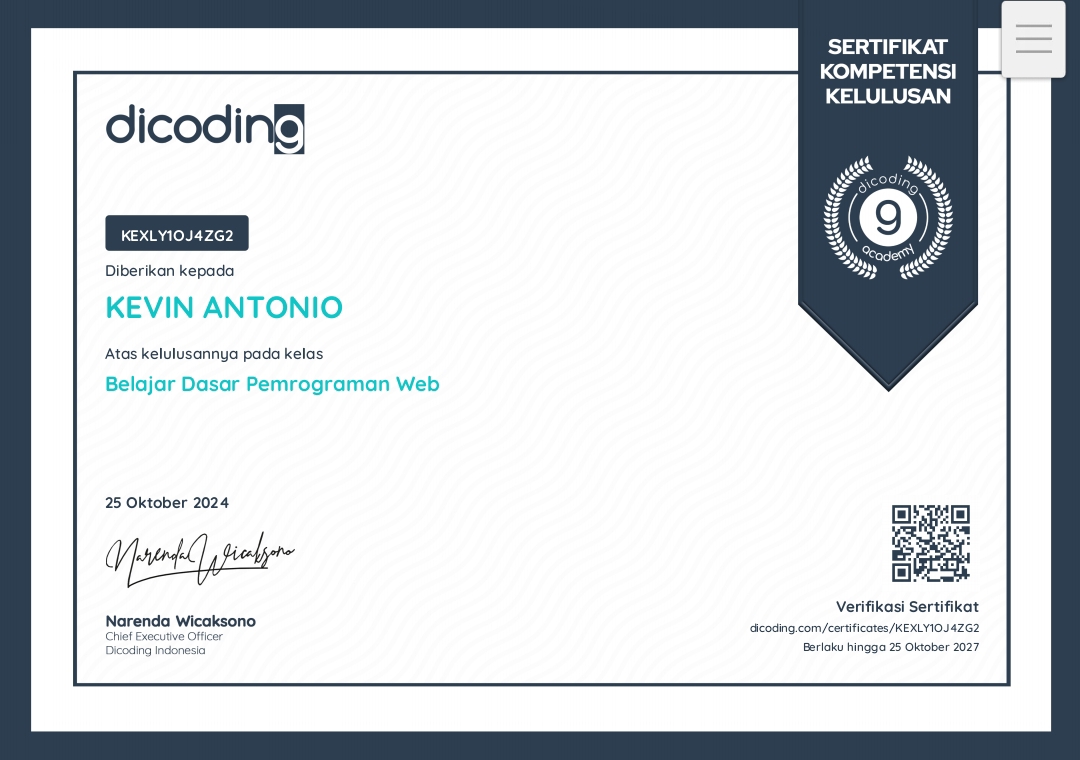 dicoding
SERTIFIKAT
KOMPETENSI
KELULUSAN
dicoding
9
academy
KEXLY1OJ4ZG2
Diberikan kepada
KEVIN ANTONIO
Atas kelulusannya pada kelas
Belajar Dasar Pemrograman Web
25 Oktober 2024
Narenda Wicaksono
Narenda Wicaksono
Chief Executive Officer
Dicoding Indonesia
Verifikasi Sertifikat
dicoding.com/certificates/KEXLY1OJ4ZG2
Berlaku hingga 25 Oktober 2027